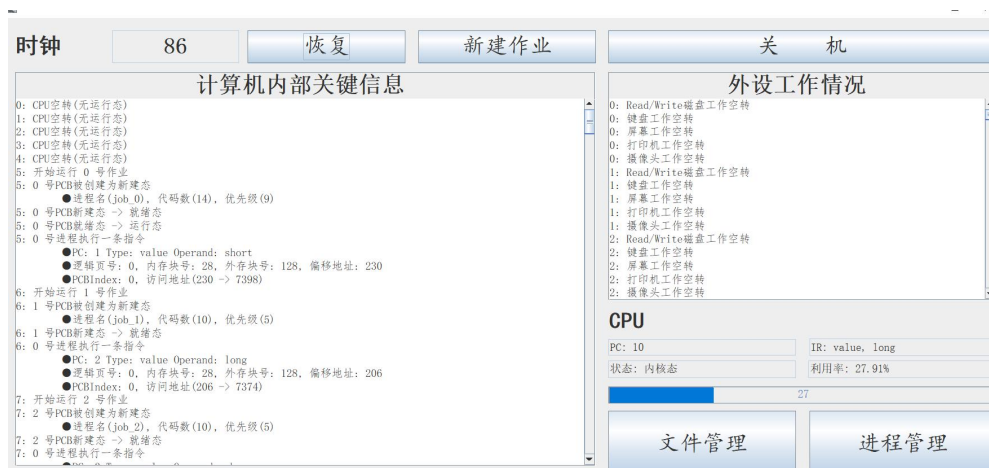 时钟
86
恢复
新建作业
关 机
计算机内部关键信息
0: CPU空转(无运行态)
1: CPU空转(无运行态)
2: CPU空转(无运行态)
3: CPU空转(无运行态)
4: CPU空转(无运行态)
5: 开始运行 0 号作业
5: 0 号PCB被创建为新建态
●进程名(job_0), 代码数(14), 优先级(9)
5: 0 号PCB新建态 -> 就绪态
5: 0 号PCB就绪态 -> 运行态
5: 0 号进程执行一条指令
●PC: 1 Type: value Operand: short
●逻辑页号: 0, 内存块号: 28, 外存块号: 128, 偏移地址: 230
●PCBIndex: 0, 访问地址(230 -> 7398)
6: 开始运行 1 号作业
6: 1 号PCB被创建为新建态
●进程名(job_1), 代码数(10), 优先级(5)
6: 1 号PCB新建态 -> 就绪态
6: 0 号进程执行一条指令
●PC: 2 Type: value Operand: long
●逻辑页号: 0, 内存块号: 28, 外存块号: 128, 偏移地址: 206
●PCBIndex: 0, 访问地址(206 -> 7374)
7: 开始运行 2 号作业
7: 2 号PCB被创建为新建态
●进程名(job_2), 代码数(10), 优先级(5)
7: 2 号PCB新建态 -> 就绪态
7: 0 号进程执行一条指令
外设工作情况
0: Read/Write磁盘工作空转
0: 键盘工作空转
0: 屏幕工作空转
0: 打印机工作空转
0: 摄像头工作空转
1: Read/Write磁盘工作空转
1: 键盘工作空转
1: 屏幕工作空转
1: 打印机工作空转
1: 摄像头工作空转
2: Read/Write磁盘工作空转
2: 键盘工作空转
2: 屏幕工作空转
2: 打印机工作空转
2: 摄像头工作空转
CPU
PC: 10
IR: value, long
状态: 内核态
利用率: 27.91%
27
文件管理
进程管理